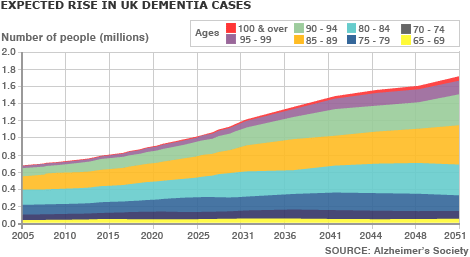 EXPECTED RISE IN UK DEMENTIA CASES
Number of people (millions)
Ages
100 & over
90 - 94
80 - 84
70 - 74
95 - 99
85 - 89
75 - 79
65 - 69
2.0
1.8
1.6
1.4
1.2
1.0
0.8
0.6
0.4
0.2
0.0
2005 2010 2015 2020 2025 2031 2036 2041 2044 2048 2051
SOURCE: Alzheimer's Society